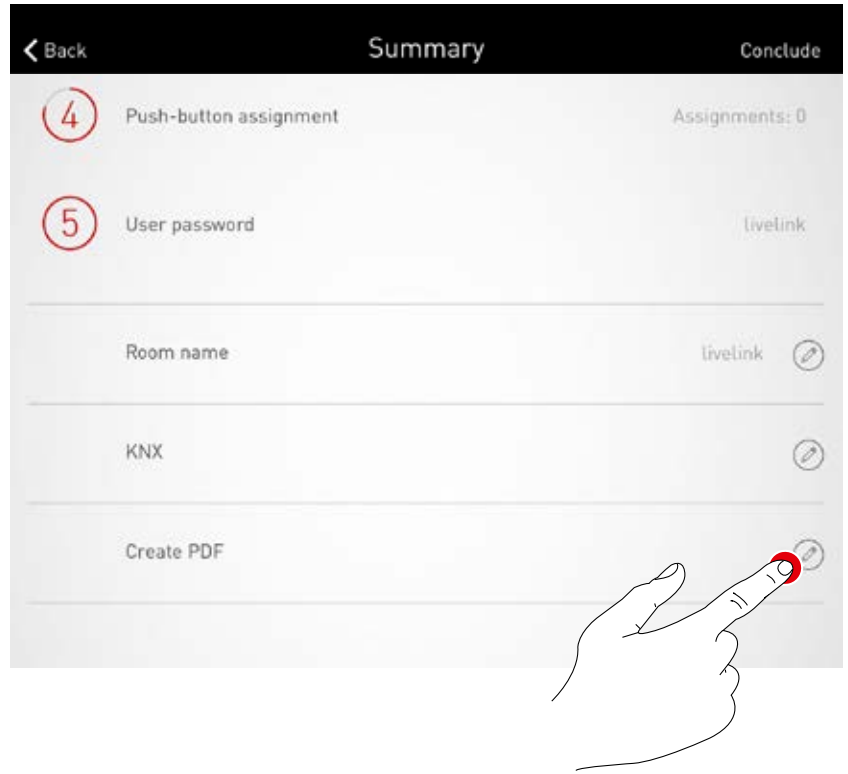 Back Summary Conclude
4 Push-button assignment Assignments: 0
5 User password livelink
Room name livelink
KNX
Create PDF